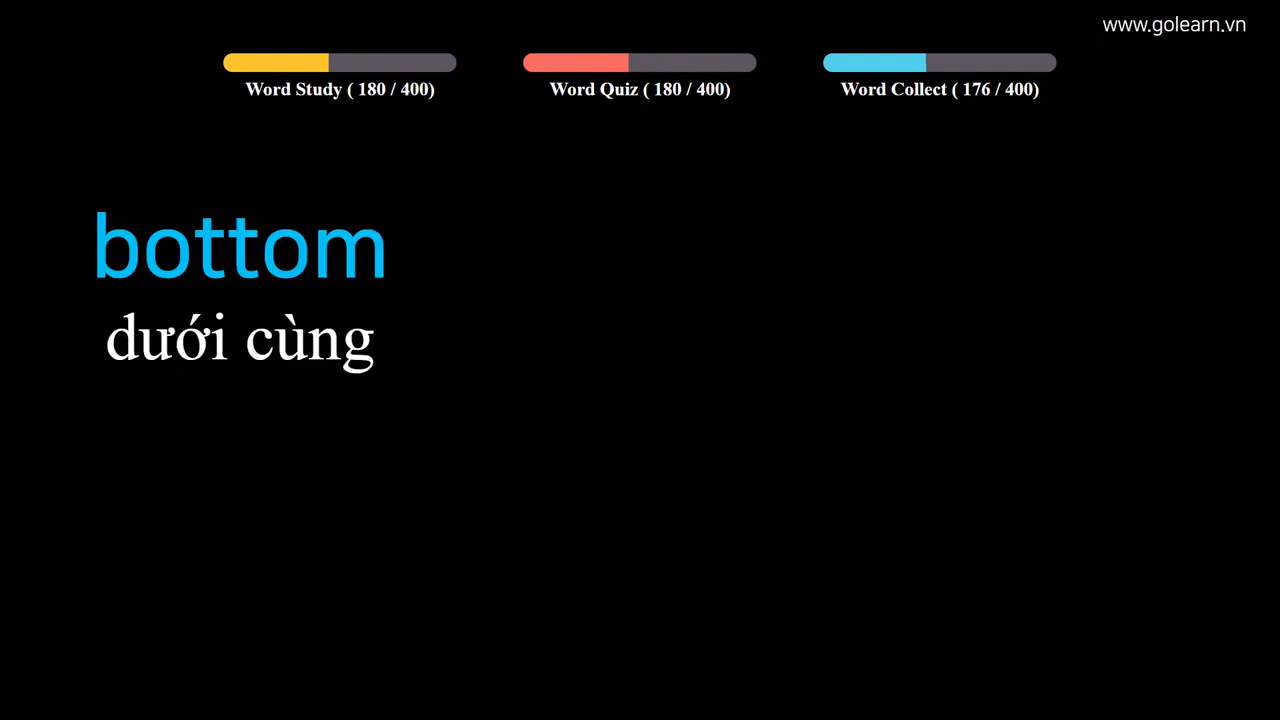 www.golearn.vn
Word Study ( 180 / 400)
Word Quiz ( 180 / 400)
Word Collect ( 176 / 400)
bottom
dưới cùng